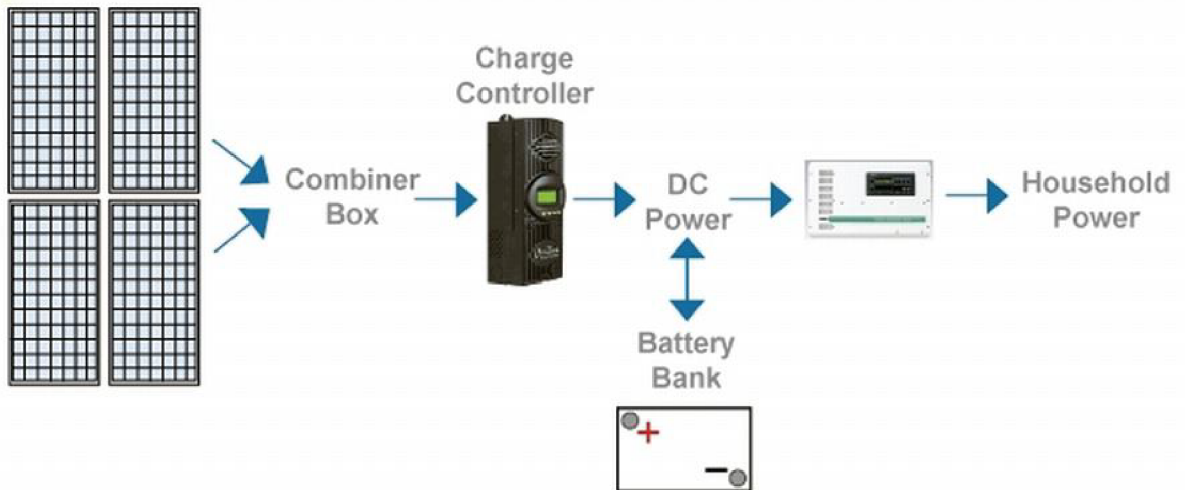 Charge
Controller
Combiner
Box
DC
Power
Household
Power
Battery
Bank
+
−